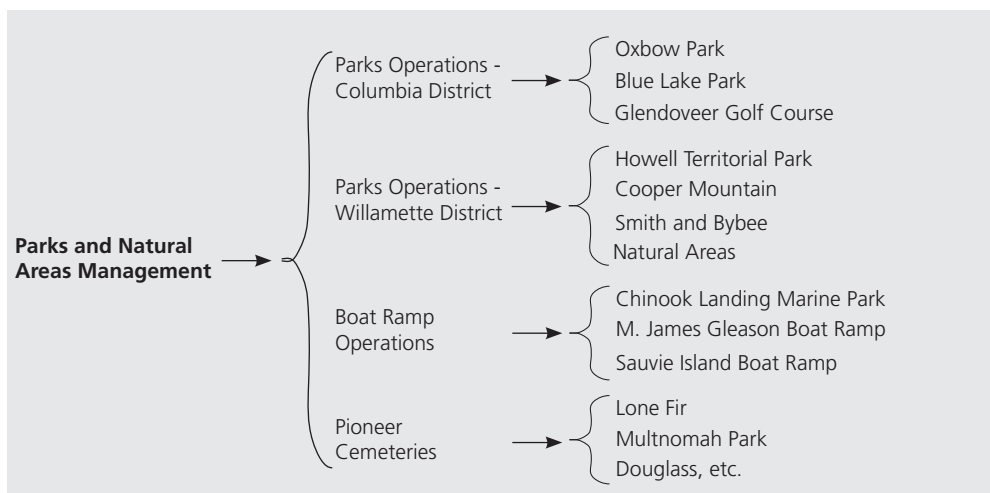 Parks and Natural
Areas Management
Parks Operations -
Columbia District
Oxbow Park
Blue Lake Park
Glendoveer Golf Course
Parks Operations -
Willamette District
Howell Territorial Park
Cooper Mountain
Smith and Bybee
Natural Areas
Boat Ramp
Operations
Chinook Landing Marine Park
M. James Gleason Boat Ramp
Sauvie Island Boat Ramp
Pioneer
Cemeteries
Lone Fir
Multnomah Park
Douglass, etc.